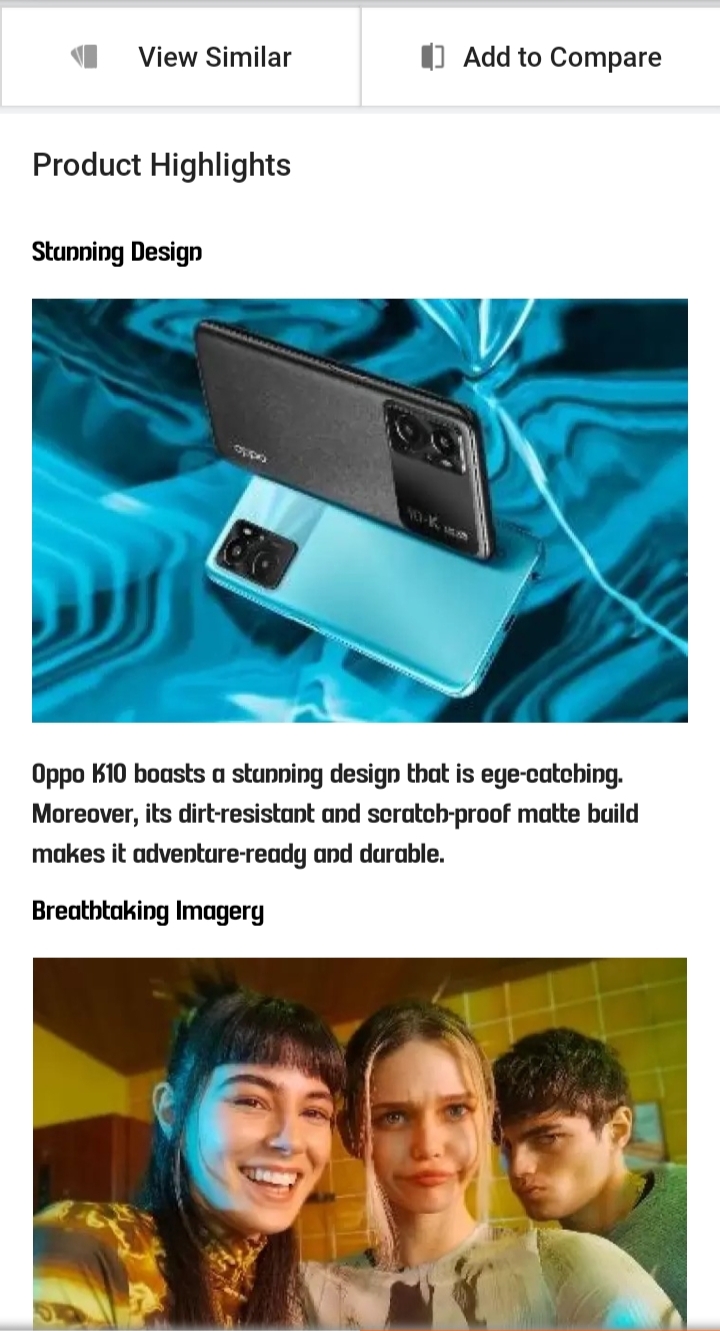 View Similar
Add to Compare
Product Highlights
Stunning Design
oppo
Oppo K10 boasts a stunning design that is eye-catching.
Moreover, its dirt-resistant and scratch-proof matte build
makes it adventure-ready and durable.
Breathtaking Imagery